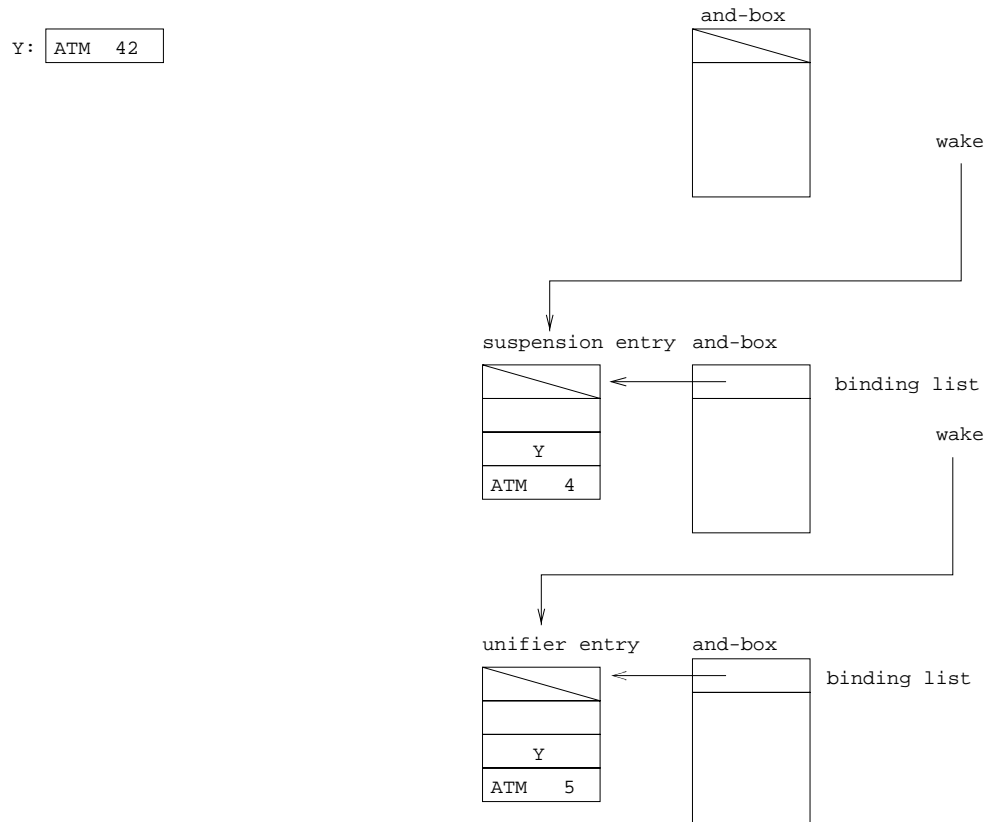 and-box
Y: ATM 42
wake
suspension entry and-box
binding list
wake
Y
ATM 4
unifier entry and-box
binding list
Y
ATM 5